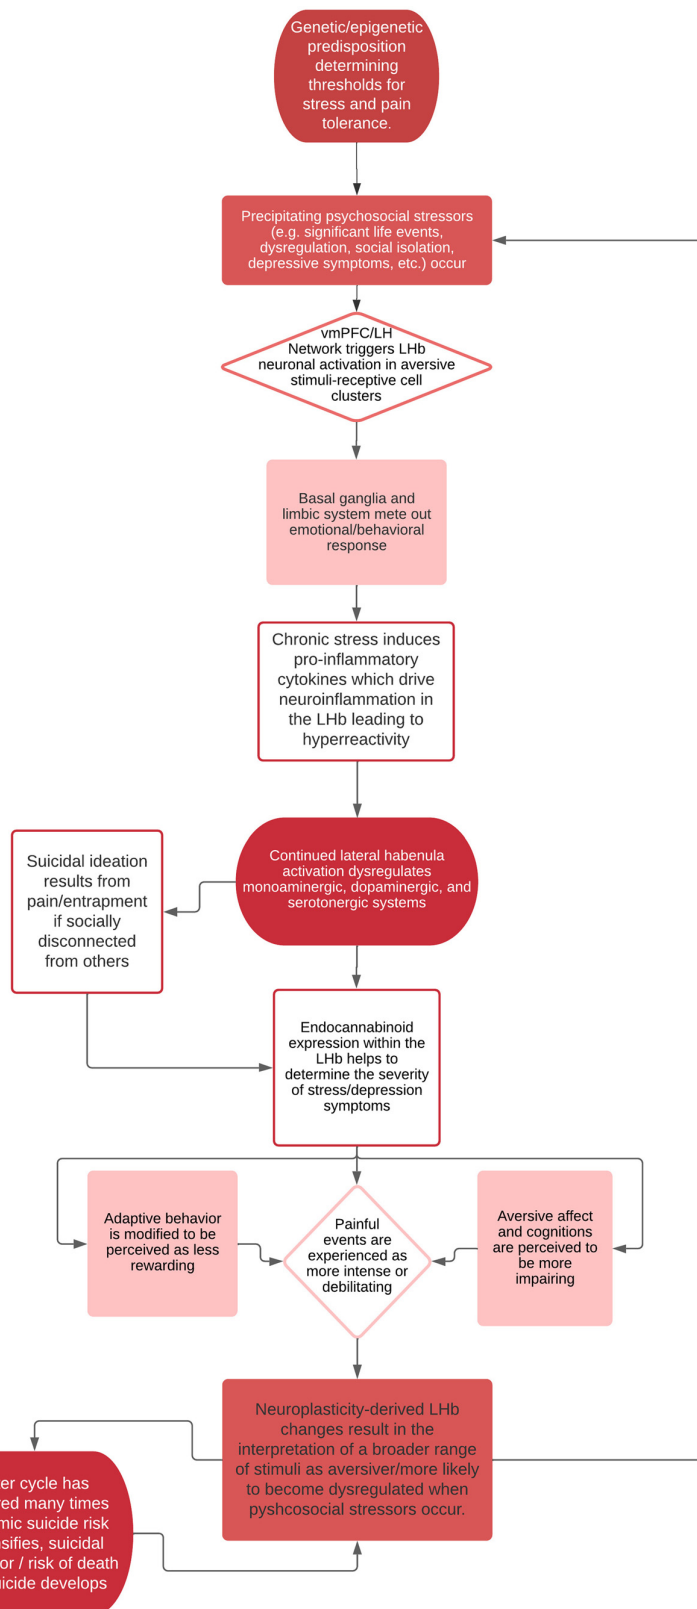 Genetic/epigenetic
predisposition
determining
thresholds for
stress and pain
tolerance.
Precipitating psychosocial stressors
(e.g. significant life events,
dysregulation, social isolation,
depressive symptoms, etc.) occur
vmPFC/LH
Network triggers LHb
neuronal activation in aversive
stimuli-receptive cell
clusters
Basal ganglia and
limbic system mete out
emotional/behavioral
response
Chronic stress induces
pro-inflammatory
cytokines which drive
neuroinflammation in
the LHb leading to
hyperreactivity
Continued lateral habenula
activation dysregulates
monoaminergic, dopaminergic, and
serotonergic systems
Suicidal ideation
results from
pain/entrapment
if socially
disconnected
from others
Endocannabinoid
expression within the
LHb helps to
determine the severity
of stress/depression
symptoms
Adaptive behavior
is modified to be
perceived as less
rewarding
Painful
events are
experienced as
more intense or
debilitating
Aversive affect
and cognitions
are perceived to
be more
impairing
Neuroplasticity-derived LHb
changes result in the
interpretation of a broader range
of stimuli as aversiver/more likely
to become dysregulated when
pyshcosocial stressors occur.
cycle has
many times
suicide risk
suicidal
/ risk of death
develops